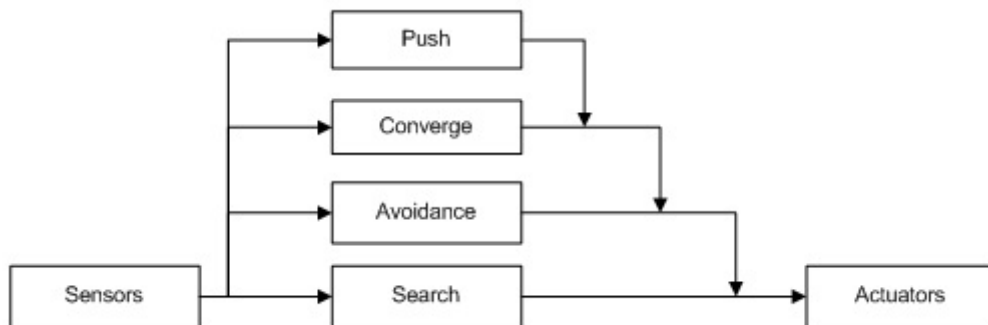 Push
Converge
Avoidance
Sensors
Search
Actuators